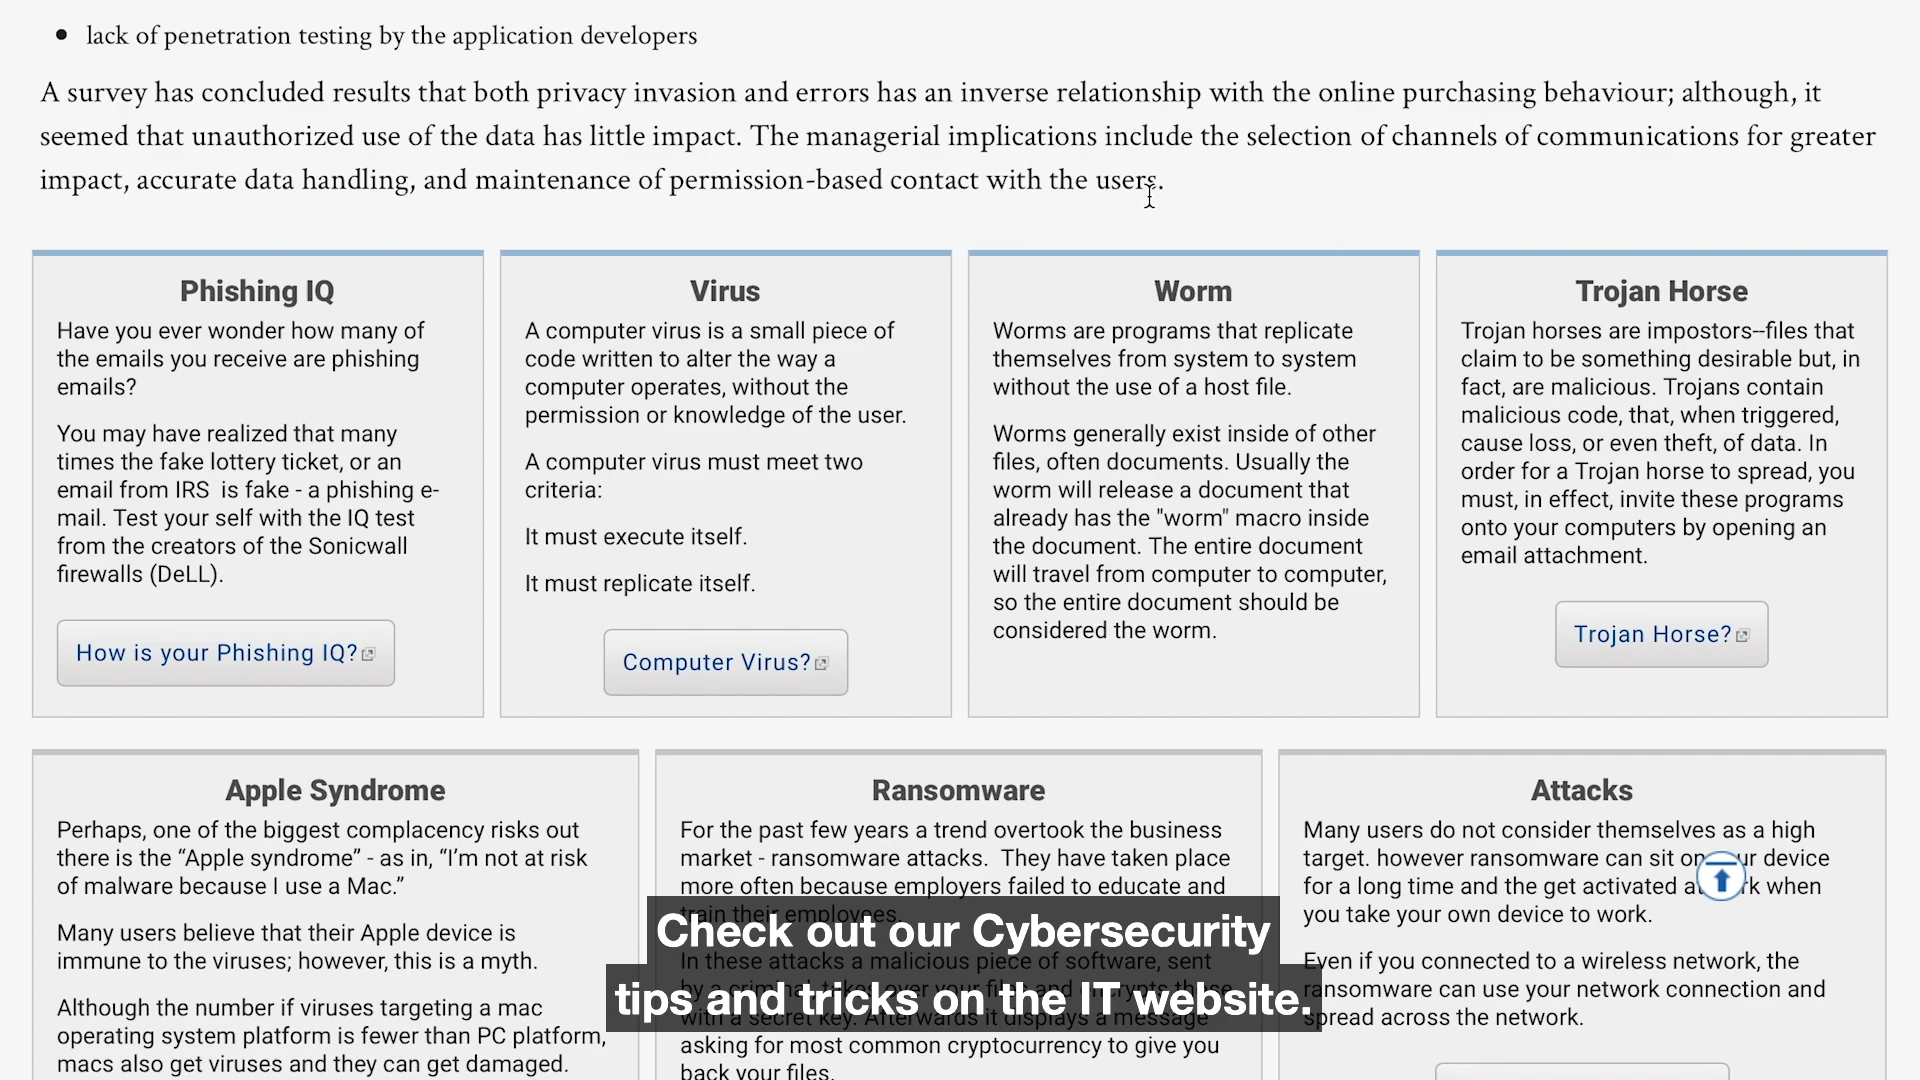 lack of penetration testing by the application developers
A survey has concluded results that both privacy invasion and errors has an inverse relationship with the online purchasing behaviour; although, it
seemed that unauthorized use of the data has little impact. The managerial implications include the selection of channels of communications for greater
impact, accurate data handling, and maintenance of permission-based contact with the users.
Phishing IQ
Have you ever wonder how many of
the emails you receive are phishing
emails?
You may have realized that many
times the fake lottery ticket, or an
email from IRS  is fake - a phishing e-
mail. Test your self with the IQ test
from the creators of the Sonicwall
firewalls (DeLL).
How is your Phishing IQ?
Virus
A computer virus is a small piece of
code written to alter the way a
computer operates, without the
permission or knowledge of the user.
A computer virus must meet two
criteria:
It must execute itself.
It must replicate itself.
Computer Virus?
Worm
Worms are programs that replicate
themselves from system to system
without the use of a host file.
Worms generally exist inside of other
files, often documents. Usually the
worm will release a document that
already has the "worm" macro inside
the document. The entire document
will travel from computer to computer,
so the entire document should be
considered the worm.
Trojan Horse
Trojan horses are impostors--files that
claim to be something desirable but, in
fact, are malicious. Trojans contain
malicious code, that, when triggered,
cause loss, or even theft, of data. In
order for a Trojan horse to spread, you
must, in effect, invite these programs
onto your computers by opening an
email attachment.
Trojan Horse?
Apple Syndrome
Perhaps, one of the biggest complacency risks out
there is the “Apple syndrome” - as in, “I’m not at risk
of malware because I use a Mac.”
Many users believe that their Apple device is
immune to the viruses; however, this is a myth.
Although the number if viruses targeting a mac
operating system platform is fewer than PC platform,
macs also get viruses and they can get damaged.
Ransomware
For the past few years a trend overtook the business
market - ransomware attacks.  They have taken place
more often because employers failed to educate and
train their employees.
In these attacks a malicious piece of software, sent
by a criminal, takes over your files and encrypts these
with a secret key. Afterwards it displays a message
asking for most common cryptocurrency to give you
back your files.
Attacks
Many users do not consider themselves as a high
target. however ransomware can sit on your device
for a long time and the get activated at work when
you take your own device to work.
Even if you connected to a wireless network, the
ransomware can use your network connection and
spread across the network.
Check out our Cybersecurity
tips and tricks on the IT website.